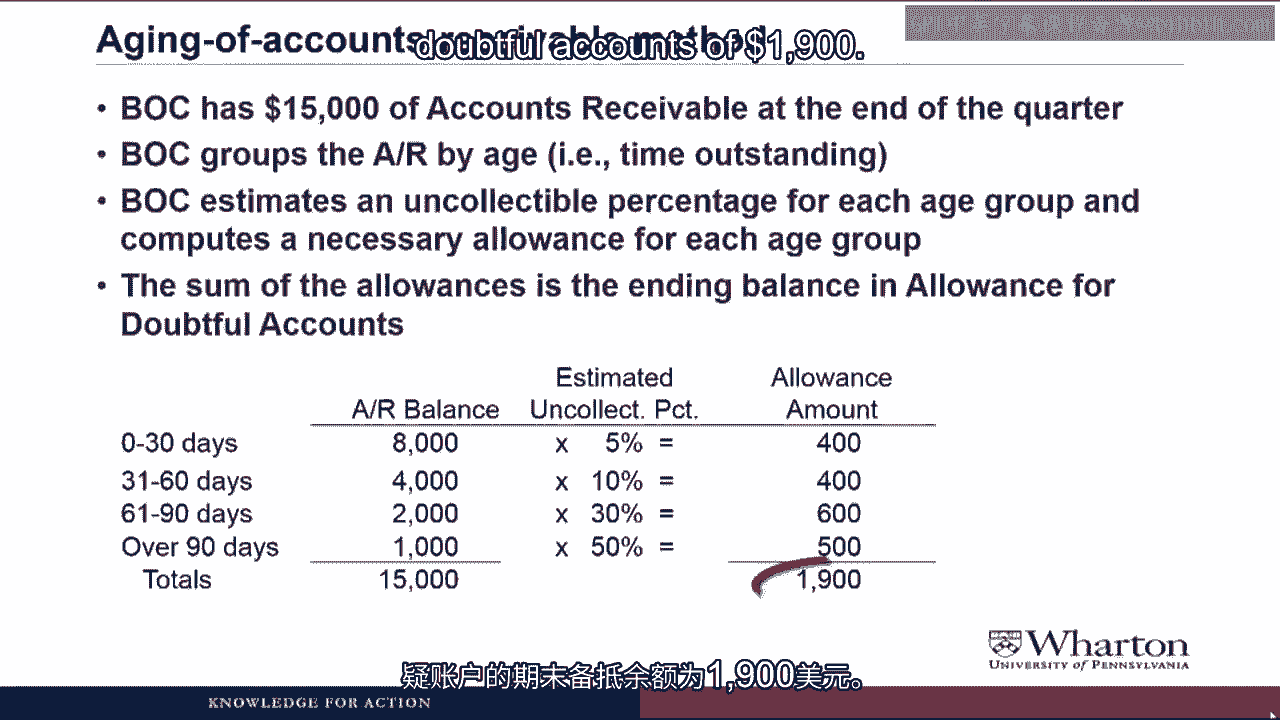 Aging-of-accounts-receivable method
doubtful accounts of $1,900.
• BOC has $15,000 of Accounts Receivable at the end of the quarter
• BOC groups the A/R by age (i.e., time outstanding)
• BOC estimates an uncollectible percentage for each age group and
computes a necessary allowance for each age group
• The sum of the allowances is the ending balance in Allowance for
Doubtful Accounts
Estimated Allowance
A/R Balance Uncollect. Pct. Amount
0-30 days 8,000 x 5% = 400
31-60 days 4,000 x 10% = 400
61-90 days 2,000 x 30% = 600
Over 90 days 1,000 x 50% = 500
Totals 15,000 1,900
Wharton
UNIVERSITY of PENNSYLVANIA
疑账户的期末备抵余额为1,900美元。
KNOWLEDGE FOR ACTION